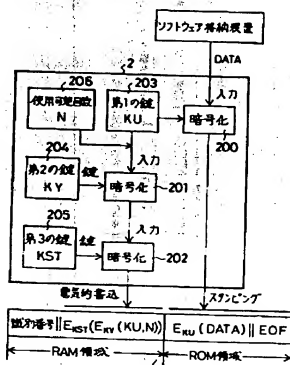 ソフトウェア格納装置
DATA
2
206
203
使用可能回数
N
第1の鍵
KU
入力
暗号化
200
204
入力
第2の鍵
KY
鍵
暗号化
201
205
入力
第3の鍵
KST
鍵
暗号化
202
電気的書込
スタンピング
識別番号||E_KST(E_KY(KU,N))
E_KU(DATA)||EOF
RAM領域
ROM領域